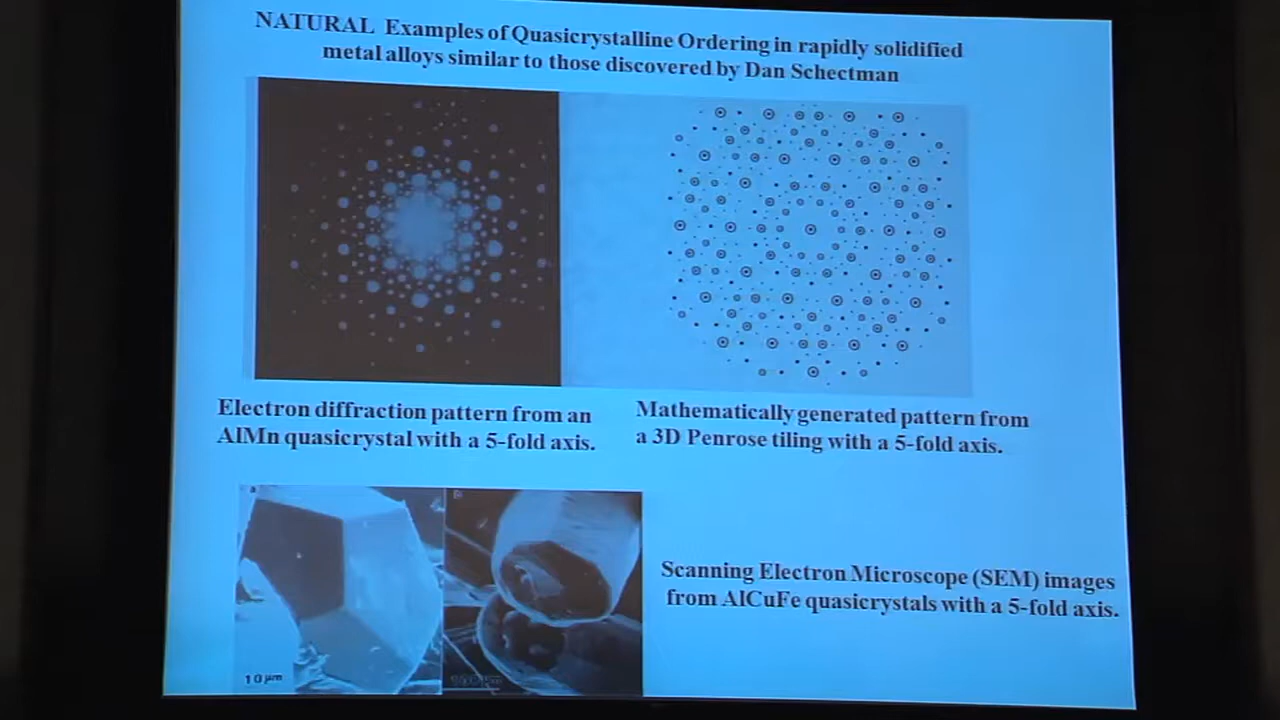 NATURAL Examples of Quasicrystalline Ordering in rapidly solidified
metal alloys similar to those discovered by Dan Schectman
Electron diffraction pattern from an
AlMn quasicrystal with a 5-fold axis.
Mathematically generated pattern from
a 3D Penrose tiling with a 5-fold axis.
a
b
10 μm
Scanning Electron Microscope (SEM) images
from AlCuFe quasicrystals with a 5-fold axis.